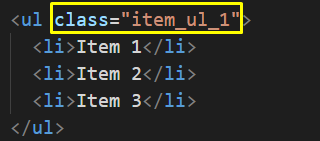 <ul class="item_ul_1">
<li>Item 1</li>
<li>Item 2</li>
<li>Item 3</li>
</ul>